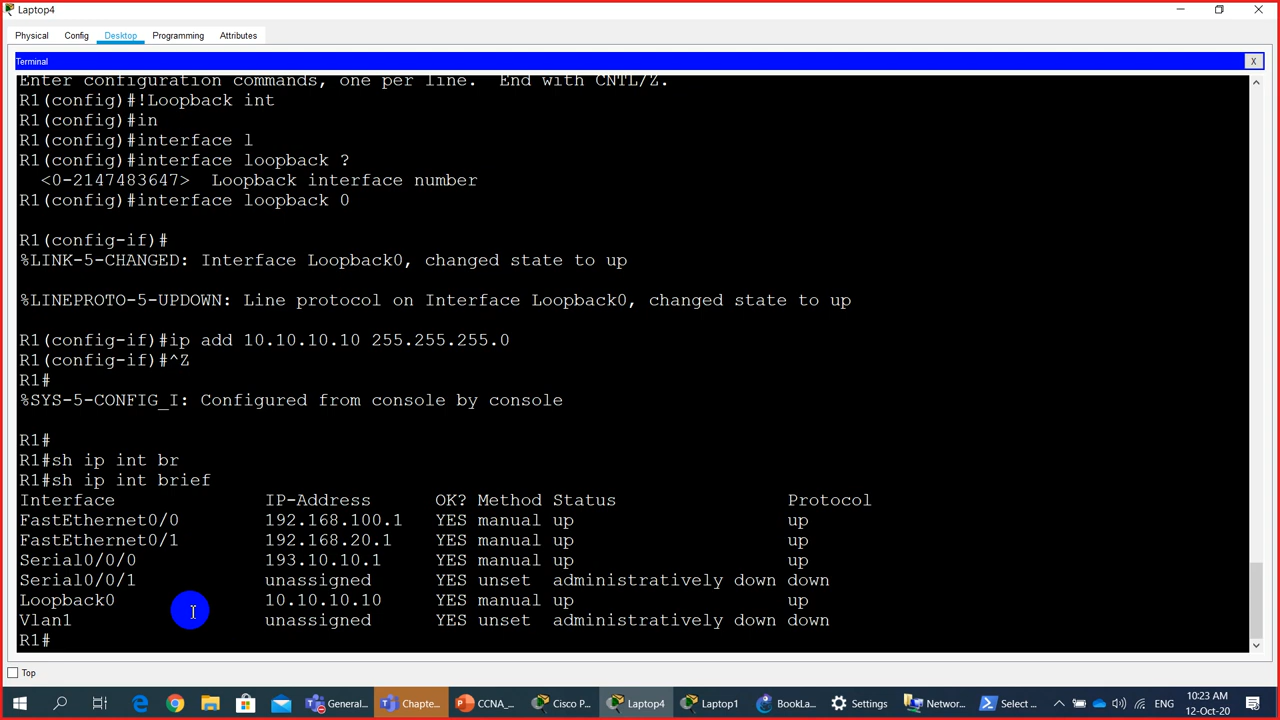 Laptop4
Physical Config Desktop Programming Attributes
Terminal X
Enter configuration commands, one per line. End with CNTL/Z.
R1(config)#!Loopback int
R1(config)#in
R1(config)#interface l
R1(config)#interface loopback ?
<0-2147483647> Loopback interface number
R1(config)#interface loopback 0
R1(config-if)#
%LINK-5-CHANGED: Interface Loopback0, changed state to up
%LINEPROTO-5-UPDOWN: Line protocol on Interface Loopback0, changed state to up
R1(config-if)#ip add 10.10.10.10 255.255.255.0
R1(config-if)#^Z
R1#
%SYS-5-CONFIG_I: Configured from console by console
R1#
R1#sh ip int br
R1#sh ip int brief
Interface IP-Address OK? Method Status Protocol
FastEthernet0/0 192.168.100.1 YES manual up up
FastEthernet0/1 192.168.20.1 YES manual up up
Serial0/0/0 193.10.10.1 YES manual up up
Serial0/0/1 unassigned YES unset administratively down down
Loopback0 10.10.10.10 YES manual up up
Vlan1 unassigned YES unset administratively down down
R1#
Top
General... Chapte... CCNA_... Cisco P... Laptop4 Laptop1 BookLa... Settings Networ... Select ... ENG 10:23 AM
12-Oct-20